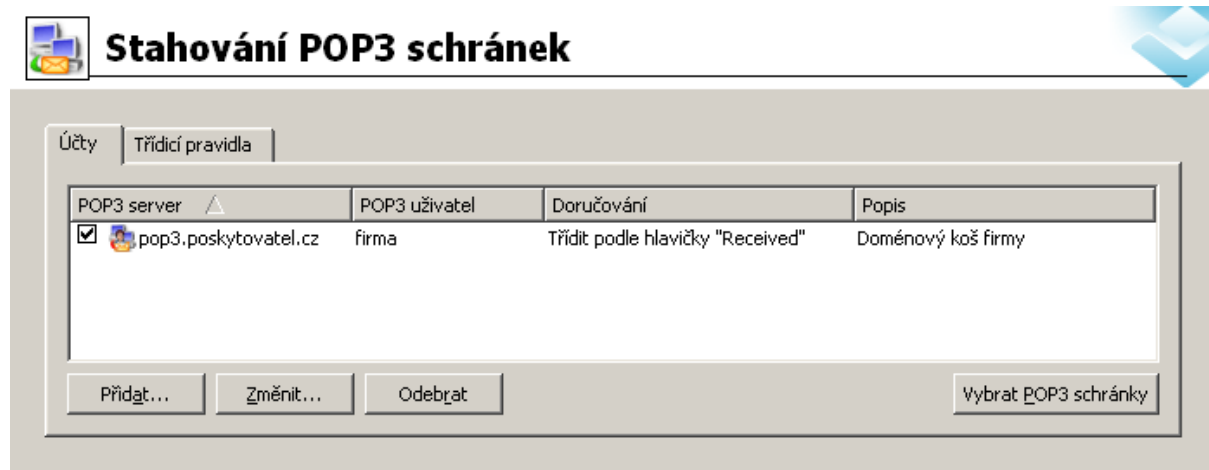 Stahování POP3 schránek
Účty Třídicí pravidla
POP3 server POP3 uživatel Doručování Popis
pop3.poskytovatel.cz firma Třídit podle hlavičky "Received" Doménový koš firmy
Přidat... Změnit... Odebrat Vybrat POP3 schránky